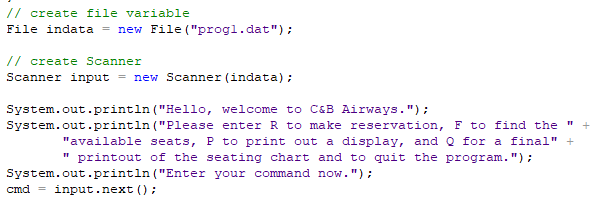 // create file variable
File indata = new File("prog1.dat");
// create Scanner
Scanner input = new Scanner(indata);
System.out.println("Hello, welcome to C&B Airways.");
System.out.println("Please enter R to make reservation, F to find the " +
"available seats, P to print out a display, and Q for a final" +
" printout of the seating chart and to quit the program.");
System.out.println("Enter your command now.");
cmd = input.next();